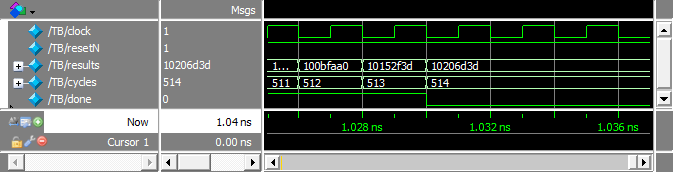 Msgs
/TB/clock 1
/TB/resetN 1
/TB/results 10206d3d 1... 100bfaa0 10152f3d 10206d3d
/TB/cycles 514 511 512 513 514
/TB/done 0
Now 1.04 ns 1.028 ns 1.032 ns 1.036 ns
Cursor 1 0.00 ns